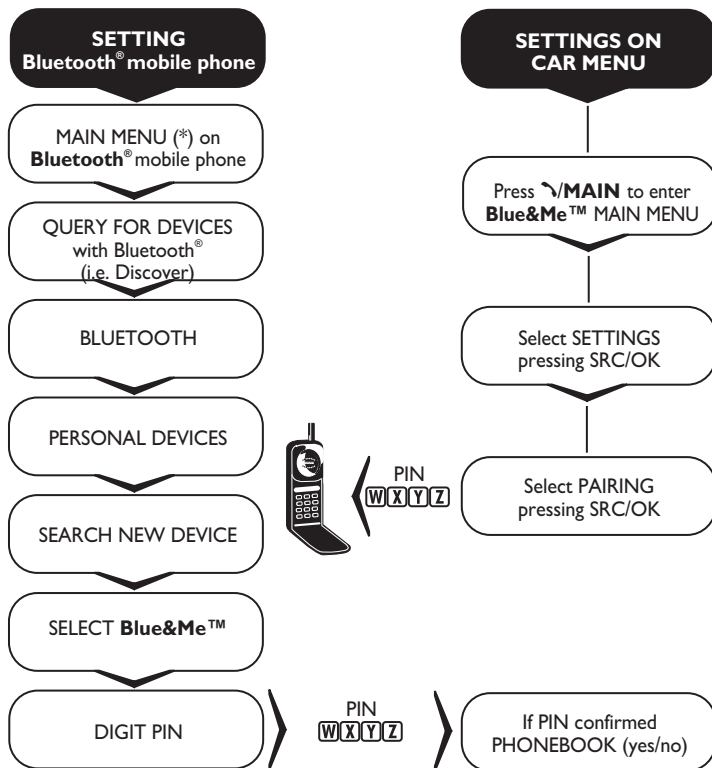 SETTING
Bluetooth® mobile phone
MAIN MENU (*) on
Bluetooth® mobile phone
QUERY FOR DEVICES
with Bluetooth®
(i.e. Discover)
BLUETOOTH
PERSONAL DEVICES
SEARCH NEW DEVICE
SELECT Blue&Me™
DIGIT PIN
PIN
WXYZ
SETTINGS ON
CAR MENU
Press /MAIN to enter
Blue&Me™ MAIN MENU
Select SETTINGS
pressing SRC/OK
Select PAIRING
pressing SRC/OK
PIN
WXYZ
If PIN confirmed
PHONEBOOK (yes/no)